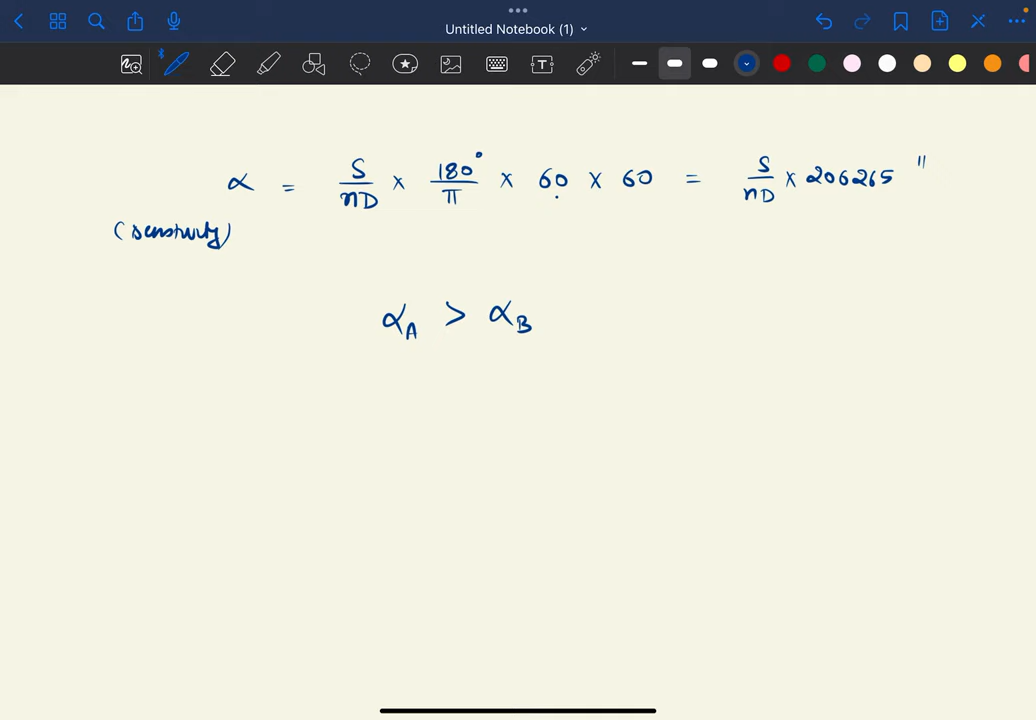 Untitled Notebook (1)
α = S/nD × 180°/π × 60 × 60 = S/nD × 206265 "
(sensitivity)
α_A > α_B